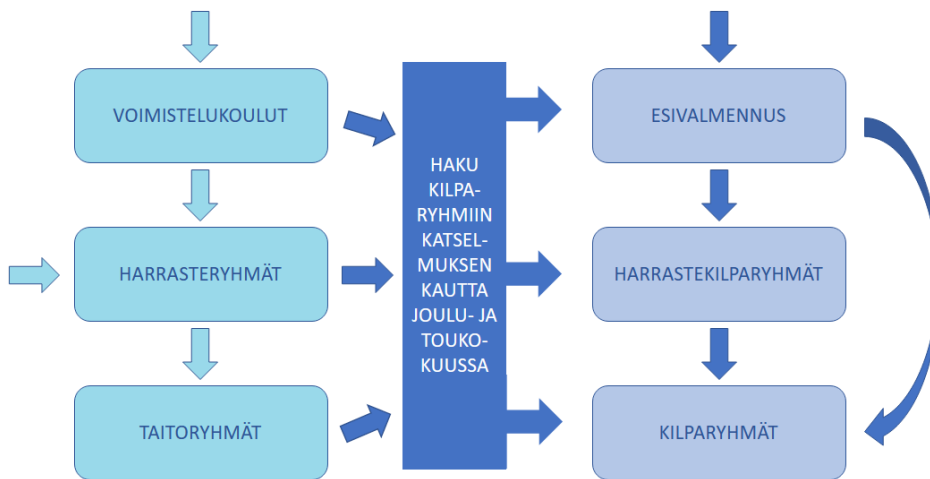 VOIMISTELUKOULUT
HARRASTERYHMÄT
TAITORYHMÄT
HAKU
KILPA-
RYHMIIN
KATSEL-
MUKSEN
KAUTTA
JOULU- JA
TOUKO-
KUUSSA
ESIVALMENNUS
HARRASTEKILPARYHMÄT
KILPARYHMÄT